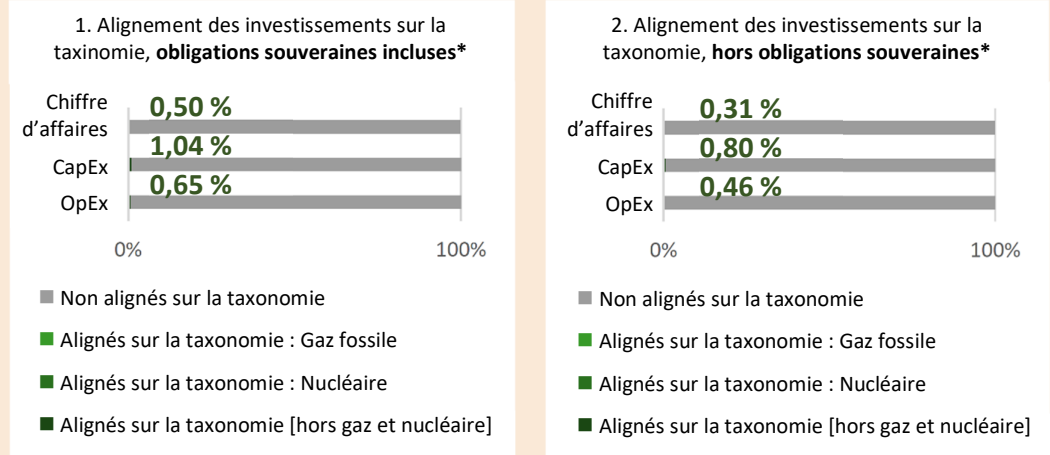 1. Alignement des investissements sur la
taxinomie, obligations souveraines incluses*
Chiffre
d'affaires
0,50 %
CapEx
1,04 %
OpEx
0,65 %
0%
100%
Non alignés sur la taxonomie
Alignés sur la taxonomie : Gaz fossile
Alignés sur la taxonomie : Nucléaire
Alignés sur la taxonomie [hors gaz et nucléaire]
2. Alignement des investissements sur la
taxonomie, hors obligations souveraines*
Chiffre
d'affaires
0,31 %
CapEx
0,80 %
OpEx
0,46 %
0%
100%
Non alignés sur la taxonomie
Alignés sur la taxonomie : Gaz fossile
Alignés sur la taxonomie : Nucléaire
Alignés sur la taxonomie [hors gaz et nucléaire]